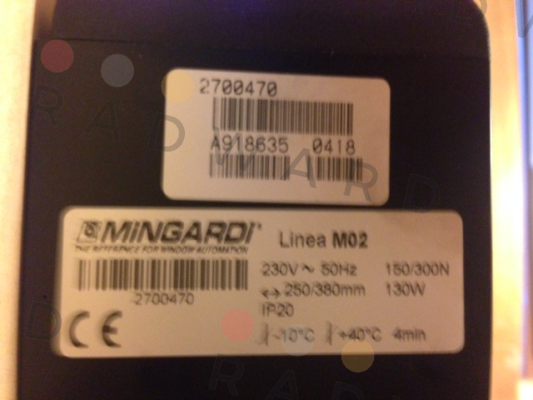 2700470
A918635 0418
MINGARDI Linea M02
THE REFERENCE FOR WINDOW AUTOMATION
230V ~ 50Hz 150/300N
↔ 250/380mm 130W
2700470
IP20
CE -10°C +40°C 4min
RADWARD